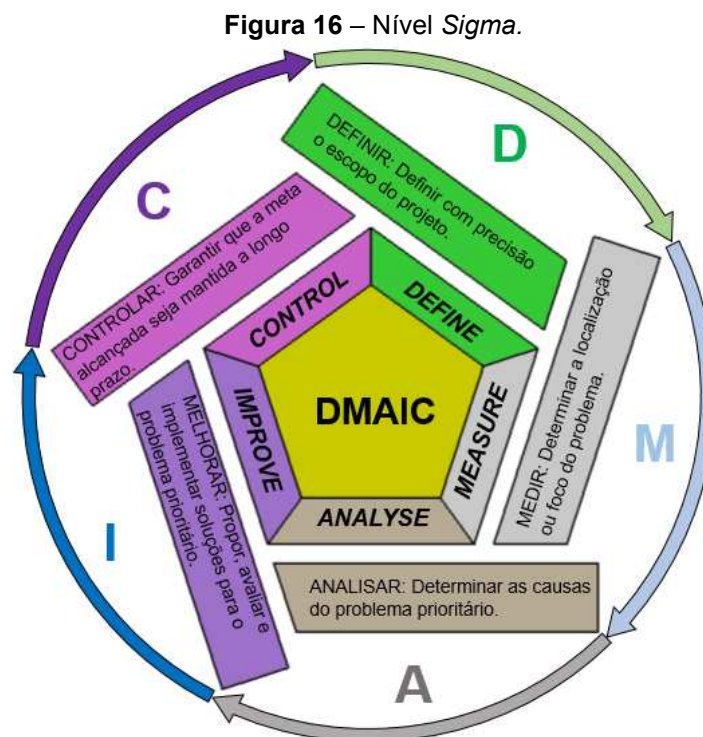 Figura 16 – Nível Sigma.
D
DEFINIR: Definir com precisão
o escopo do projeto.
DEFINE
M
MEDIR: Determinar a localização
ou foco do problema.
MEASURE
A
ANALISAR: Determinar as causas
do problema prioritário.
ANALYSE
I
MELHORAR: Propor, avaliar e
implementar soluções para o
problema prioritário.
IMPROVE
C
CONTROLAR: Garantir que a meta
alcançada seja mantida a longo
prazo.
CONTROL
DMAIC